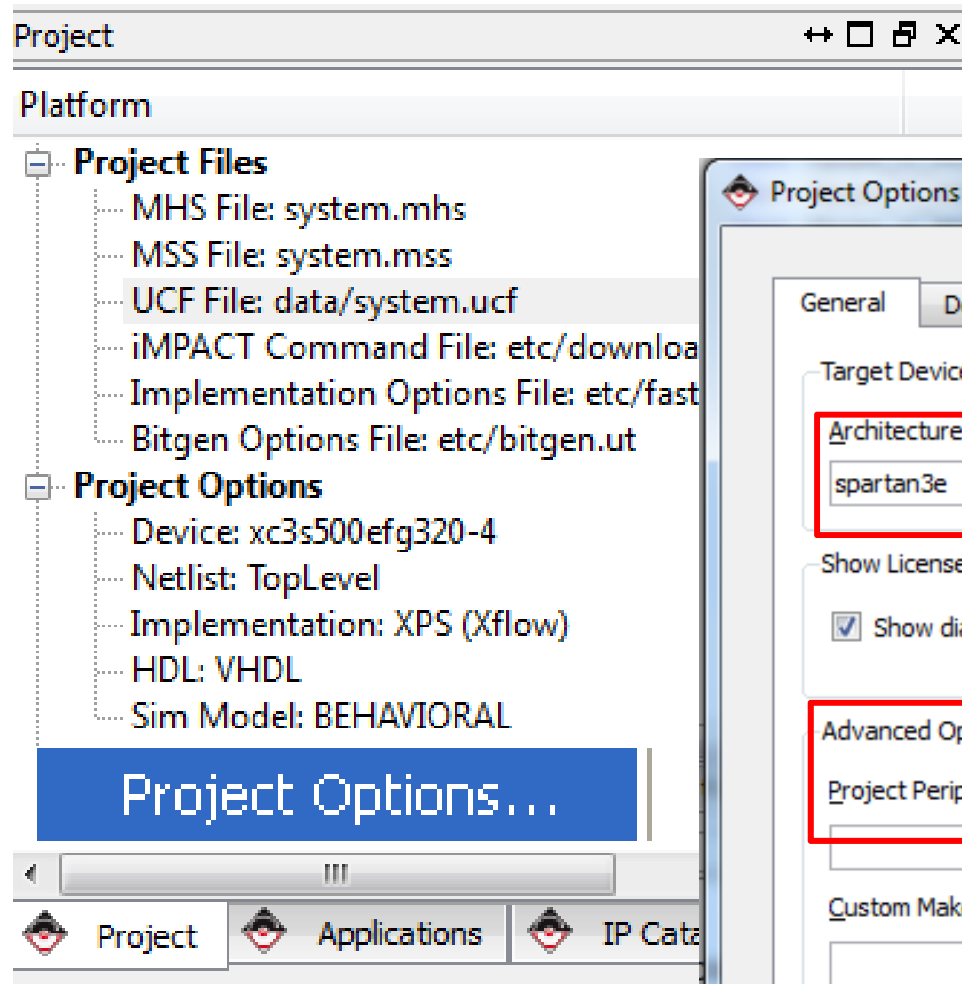 Project
Platform
Project Files
MHS File: system.mhs
MSS File: system.mss
UCF File: data/system.ucf
iMPACT Command File: etc/downloa
Implementation Options File: etc/fast
Bitgen Options File: etc/bitgen.ut
Project Options
Device: xc3s500efg320-4
Netlist: TopLevel
Implementation: XPS (Xflow)
HDL: VHDL
Sim Model: BEHAVIORAL
Project Options...
Project
Applications
IP Cata
Project Options
General
D
Target Device
Architecture
spartan3e
Show License
Show dia
Advanced Op
Project Perip
Custom Mak